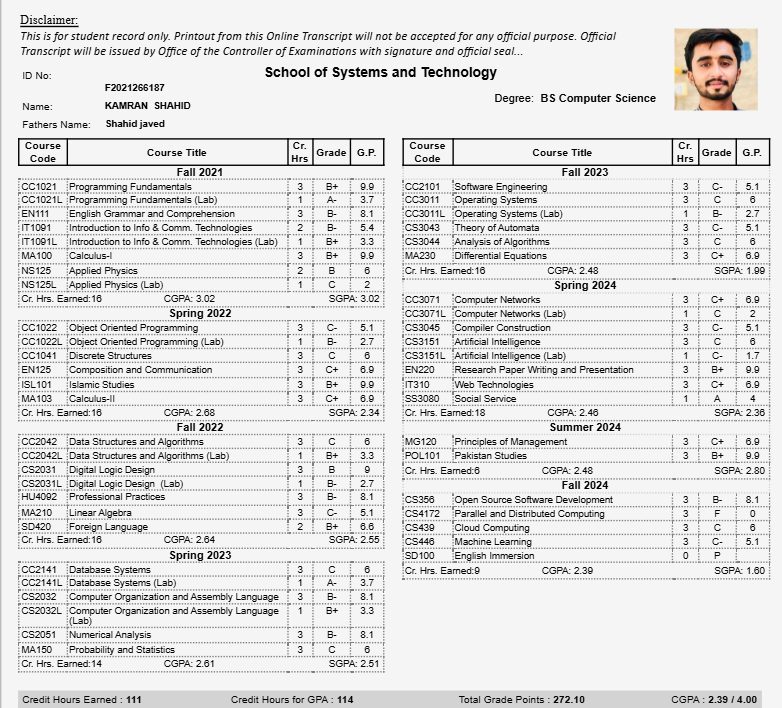 Disclaimer:
This is for student record only. Printout from this Online Transcript will not be accepted for any official purpose. Official
Transcript will be issued by Office of the Controller of Examinations with signature and official seal...
ID No:
School of Systems and Technology
F2021266187
Degree: BS Computer Science
Name: KAMRAN SHAHID
Fathers Name: Shahid javed
Course Code Course Title Cr. Hrs Grade G.P.
Fall 2021
CC1021 Programming Fundamentals 3 B+ 9.9
CC1021L Programming Fundamentals (Lab) 1 A- 3.7
EN111 English Grammar and Comprehension 3 B- 8.1
IT1091 Introduction to Info & Comm. Technologies 2 B- 5.4
IT1091L Introduction to Info & Comm. Technologies (Lab) 1 B+ 3.3
MA100 Calculus-I 3 B+ 9.9
NS125 Applied Physics 2 B 6
NS125L Applied Physics (Lab) 1 C 2
Cr. Hrs. Earned:16 CGPA: 3.02 SGPA: 3.02
Spring 2022
CC1022 Object Oriented Programming 3 C- 5.1
CC1022L Object Oriented Programming (Lab) 1 B- 2.7
CC1041 Discrete Structures 3 C 6
EN125 Composition and Communication 3 C+ 6.9
ISL101 Islamic Studies 3 B+ 9.9
MA103 Calculus-II 3 C+ 6.9
Cr. Hrs. Earned:16 CGPA: 2.68 SGPA: 2.34
Fall 2022
CC2042 Data Structures and Algorithms 3 C 6
CC2042L Data Structures and Algorithms (Lab) 1 B+ 3.3
CS2031 Digital Logic Design 3 B 9
CS2031L Digital Logic Design (Lab) 1 B- 2.7
HU4092 Professional Practices 3 B- 8.1
MA210 Linear Algebra 3 C- 5.1
SD420 Foreign Language 2 B+ 6.6
Cr. Hrs. Earned:16 CGPA: 2.64 SGPA: 2.55
Spring 2023
CC2141 Database Systems 3 C 6
CC2141L Database Systems (Lab) 1 A- 3.7
CS2032 Computer Organization and Assembly Language 3 B- 8.1
CS2032L Computer Organization and Assembly Language 1 B+ 3.3
(Lab)
CS2051 Numerical Analysis 3 B- 8.1
MA150 Probability and Statistics 3 C 6
Cr. Hrs. Earned:14 CGPA: 2.61 SGPA: 2.51
Course Code Course Title Cr. Hrs Grade G.P.
Fall 2023
CC2101 Software Engineering 3 C- 5.1
CC3011 Operating Systems 3 C 6
CC3011L Operating Systems (Lab) 1 B- 2.7
CS3043 Theory of Automata 3 C- 5.1
CS3044 Analysis of Algorithms 3 C 6
MA230 Differential Equations 3 C+ 6.9
Cr. Hrs. Earned:16 CGPA: 2.48 SGPA: 1.99
Spring 2024
CC3071 Computer Networks 3 C+ 6.9
CC3071L Computer Networks (Lab) 1 C 2
CS3045 Compiler Construction 3 C- 5.1
CS3151 Artificial Intelligence 3 C 6
CS3151L Artificial Intelligence (Lab) 1 C- 1.7
EN220 Research Paper Writing and Presentation 3 B+ 9.9
IT310 Web Technologies 3 C+ 6.9
SS3080 Social Service 1 A 4
Cr. Hrs. Earned:18 CGPA: 2.46 SGPA: 2.36
Summer 2024
MG120 Principles of Management 3 C+ 6.9
POL101 Pakistan Studies 3 B+ 9.9
Cr. Hrs. Earned:6 CGPA: 2.48 SGPA: 2.80
Fall 2024
CS356 Open Source Software Development 3 B- 8.1
CS4172 Parallel and Distributed Computing 3 F 0
CS439 Cloud Computing 3 C 6
CS446 Machine Learning 3 C- 5.1
SD100 English Immersion 0 P
Cr. Hrs. Earned:9 CGPA: 2.39 SGPA: 1.60
Credit Hours Earned : 111 Credit Hours for GPA : 114 Total Grade Points : 272.10 CGPA : 2.39 / 4.00